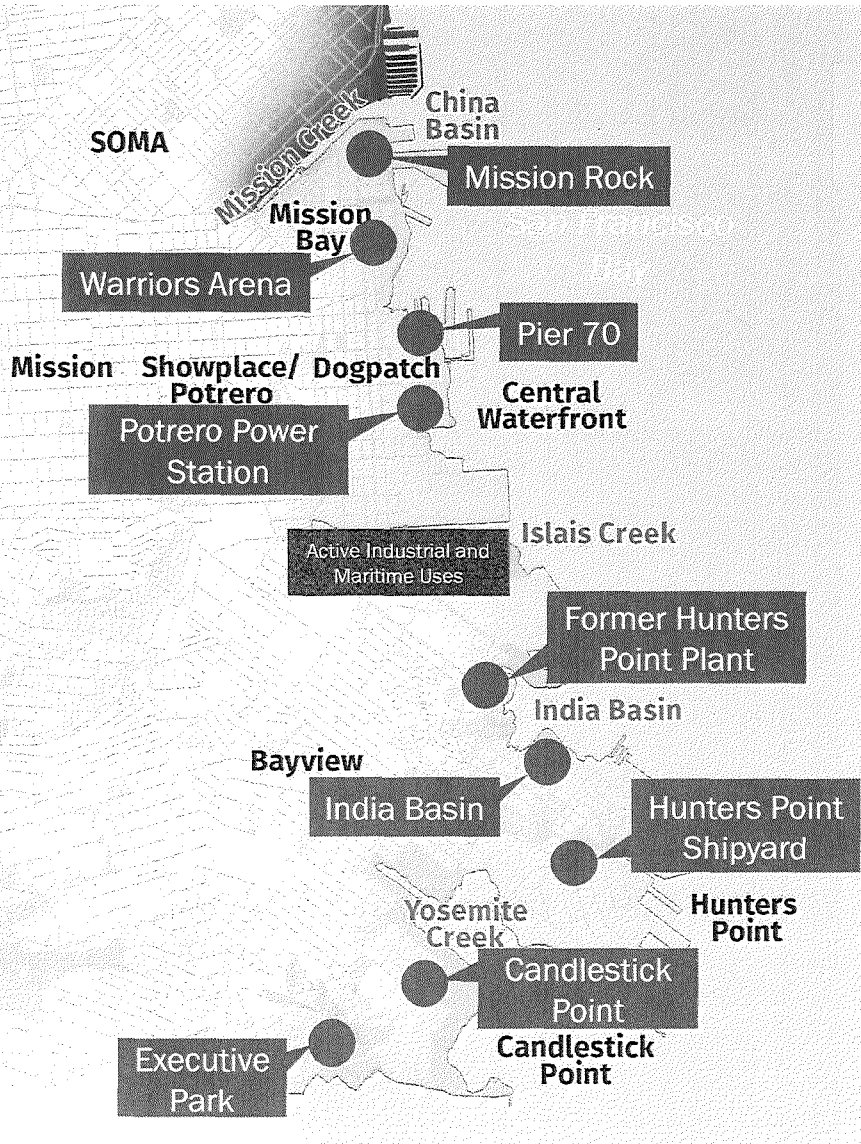 China
Basin
SOMA
Mission Creek
Mission Rock
Mission
Bay
San Francisco
Bay
Warriors Arena
Pier 70
Mission
Showplace/
Potrero
Dogpatch
Central
Waterfront
Potrero Power
Station
Islais Creek
Active Industrial and
Maritime Uses
Former Hunters
Point Plant
India Basin
Bayview
India Basin
Hunters Point
Shipyard
Hunters
Point
Yosemite
Creek
Candlestick
Point
Candlestick
Point
Executive
Park